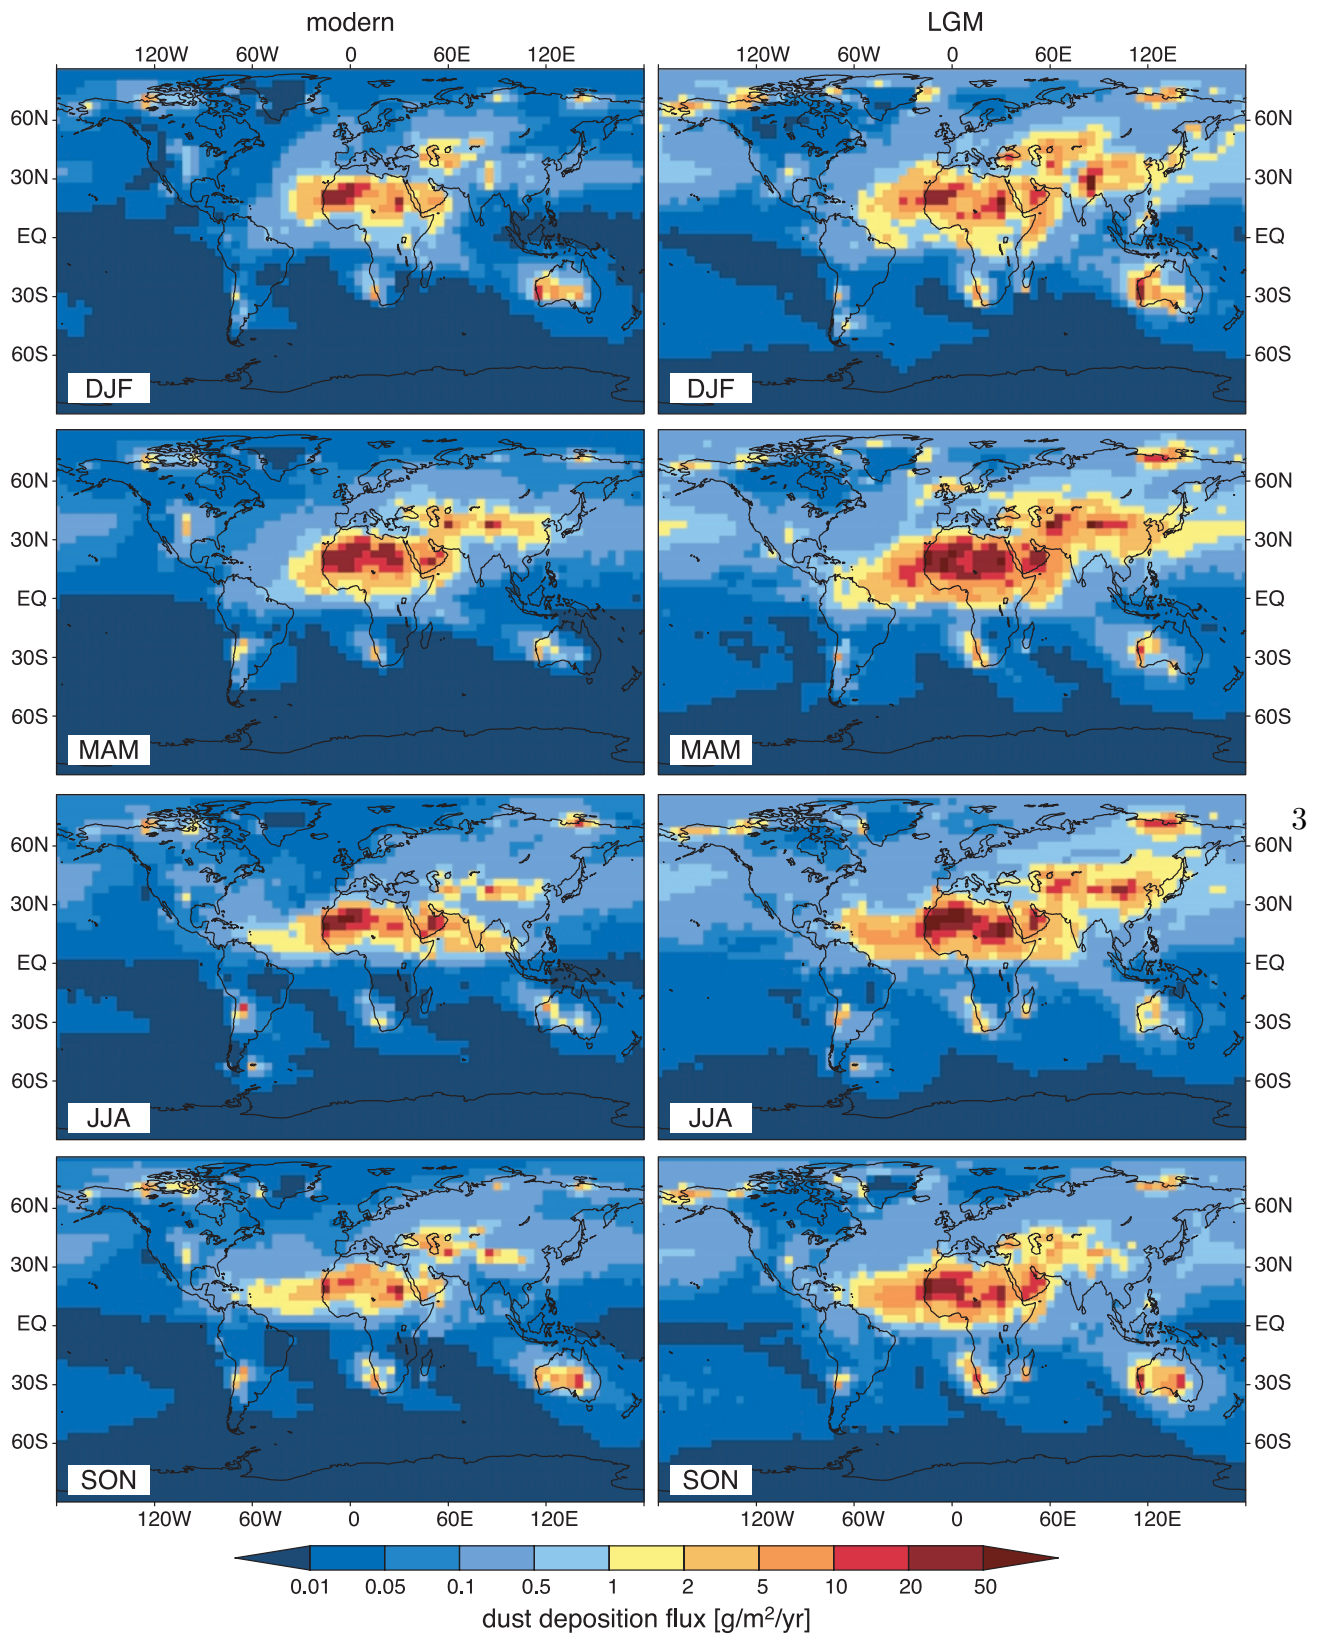 modern LGM
120W 60W 0 60E 120E 120W 60W 0 60E 120E
60N 60N
30N 30N
EQ EQ
30S 30S
60S 60S
DJF DJF
60N 60N
30N 30N
EQ EQ
30S 30S
60S 60S
MAM MAM
3
60N 60N
30N 30N
EQ EQ
30S 30S
60S 60S
JJA JJA
60N 60N
30N 30N
EQ EQ
30S 30S
60S 60S
SON SON
120W 60W 0 60E 120E 120W 60W 0 60E 120E
0.01 0.05 0.1 0.5 1 2 5 10 20 50
dust deposition flux [g/m²/yr]